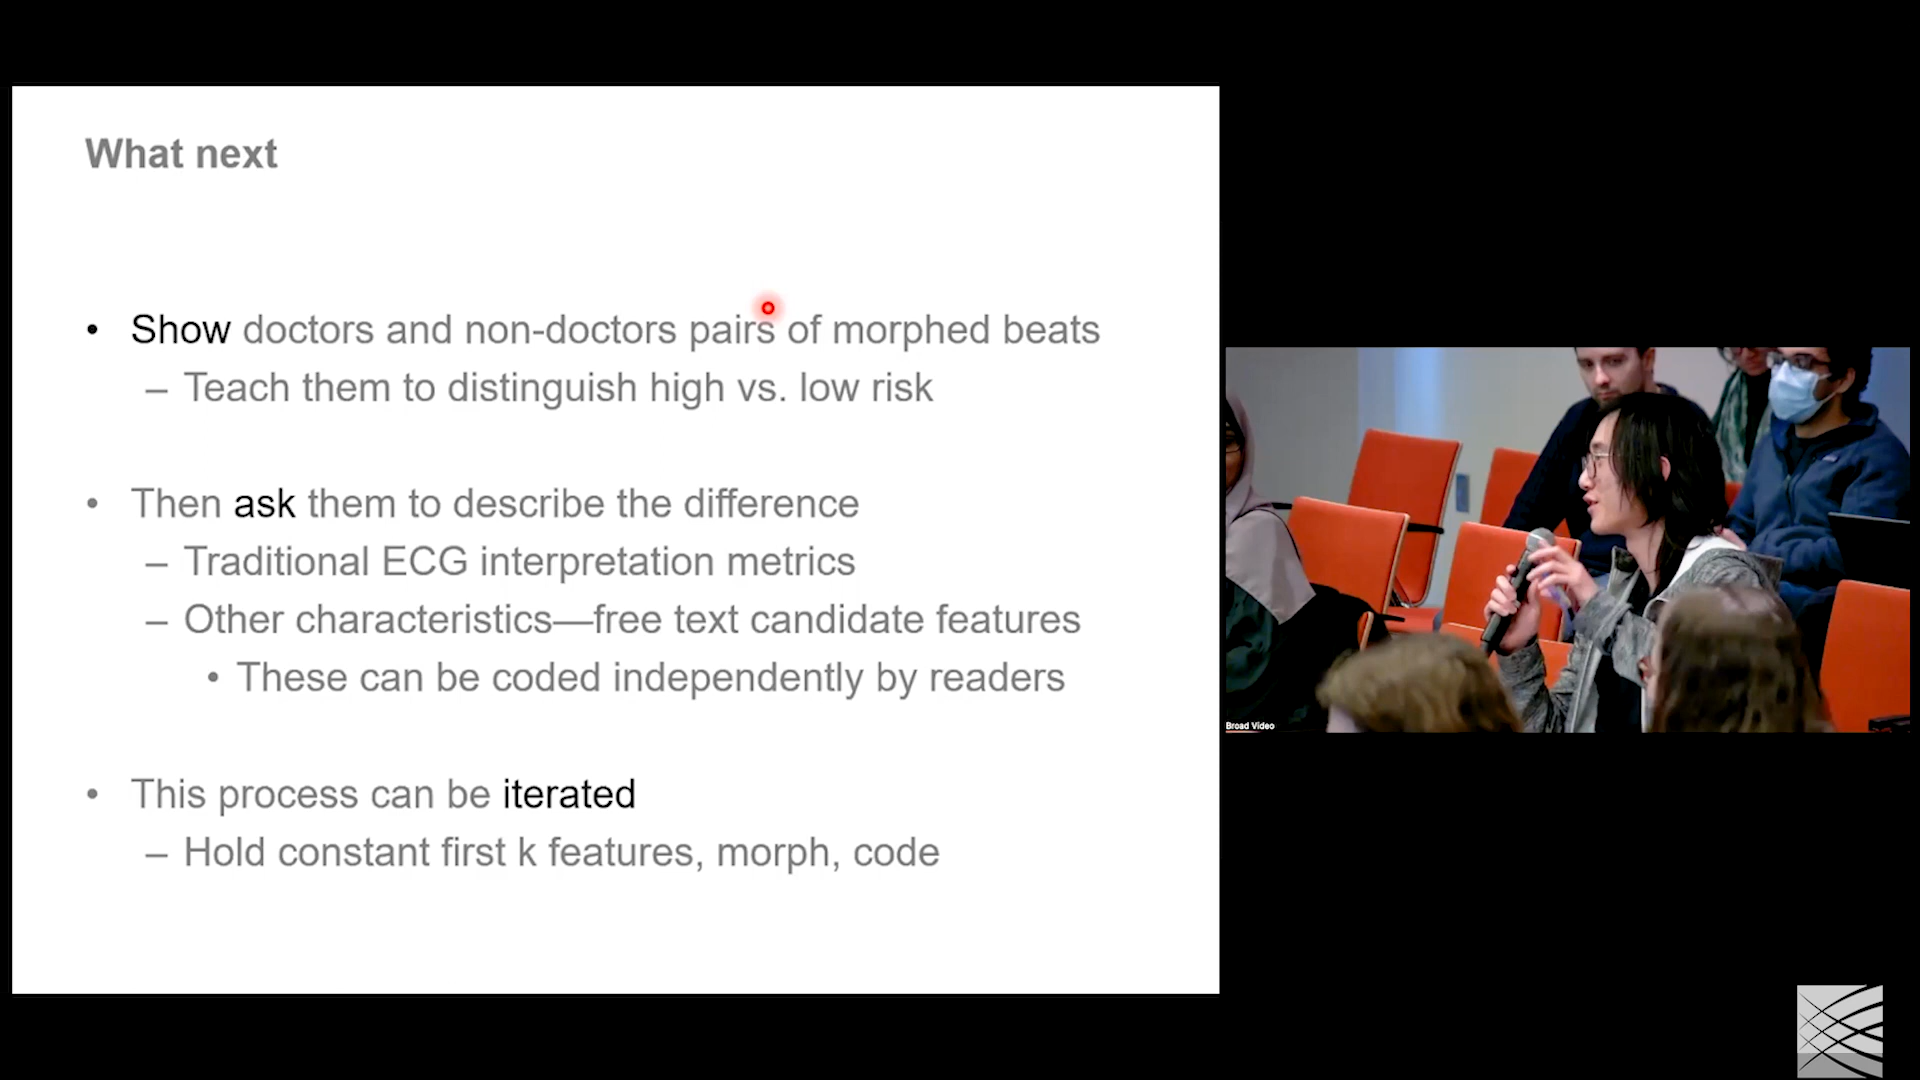 What next
• Show doctors and non-doctors pairs of morphed beats
– Teach them to distinguish high vs. low risk
• Then ask them to describe the difference
– Traditional ECG interpretation metrics
– Other characteristics—free text candidate features
• These can be coded independently by readers
• This process can be iterated
– Hold constant first k features, morph, code
Broad Video